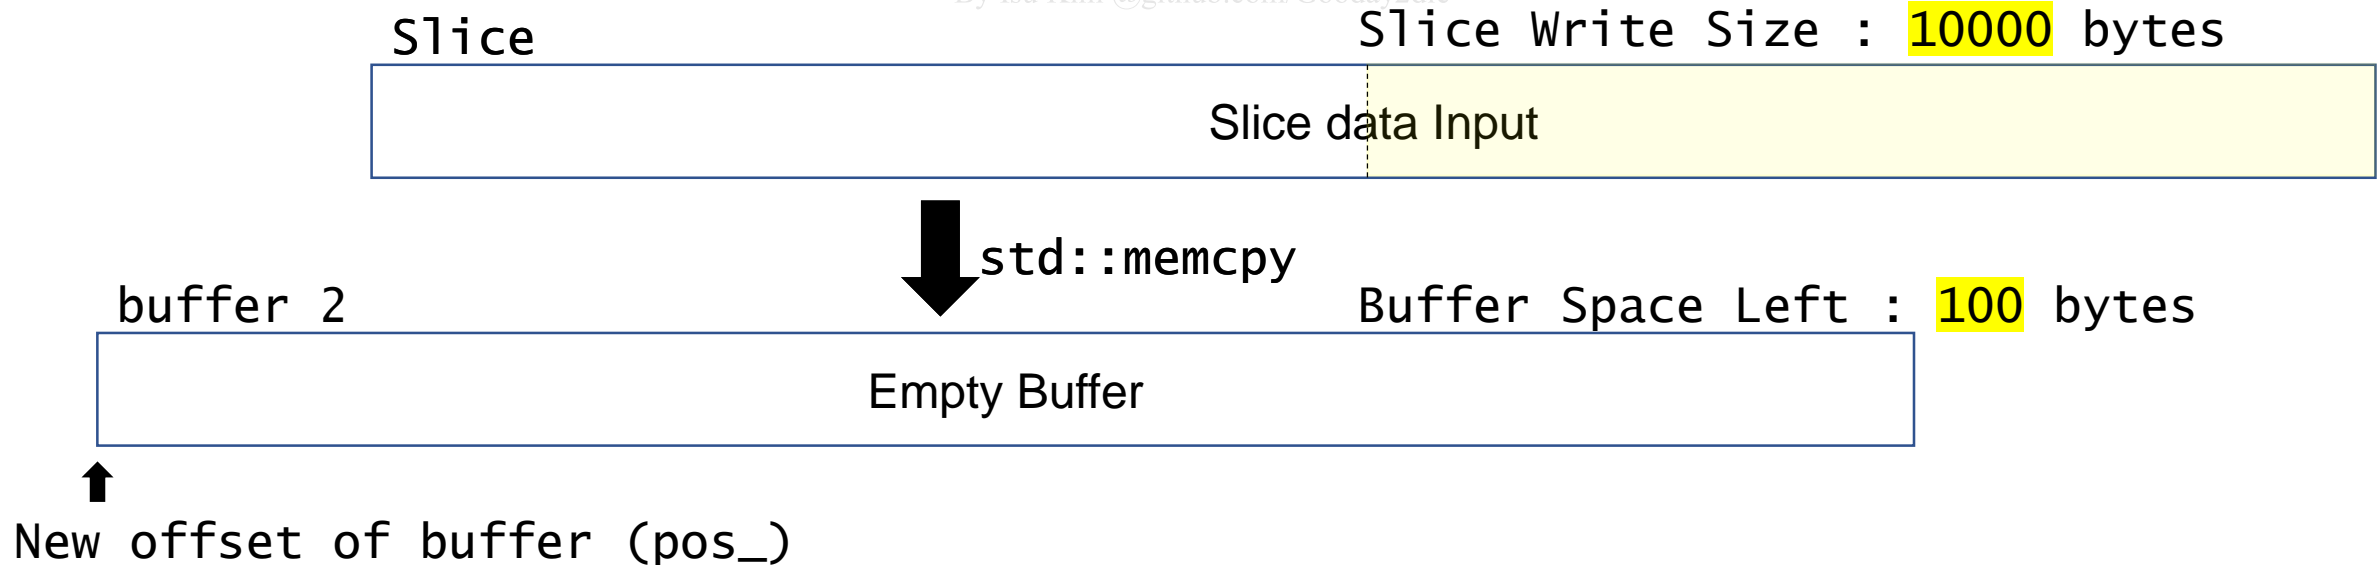 Slice
Slice Write Size : 10000 bytes
Slice data Input
std::memcpy
buffer 2
Buffer Space Left : 100 bytes
Empty Buffer
New offset of buffer (pos_)